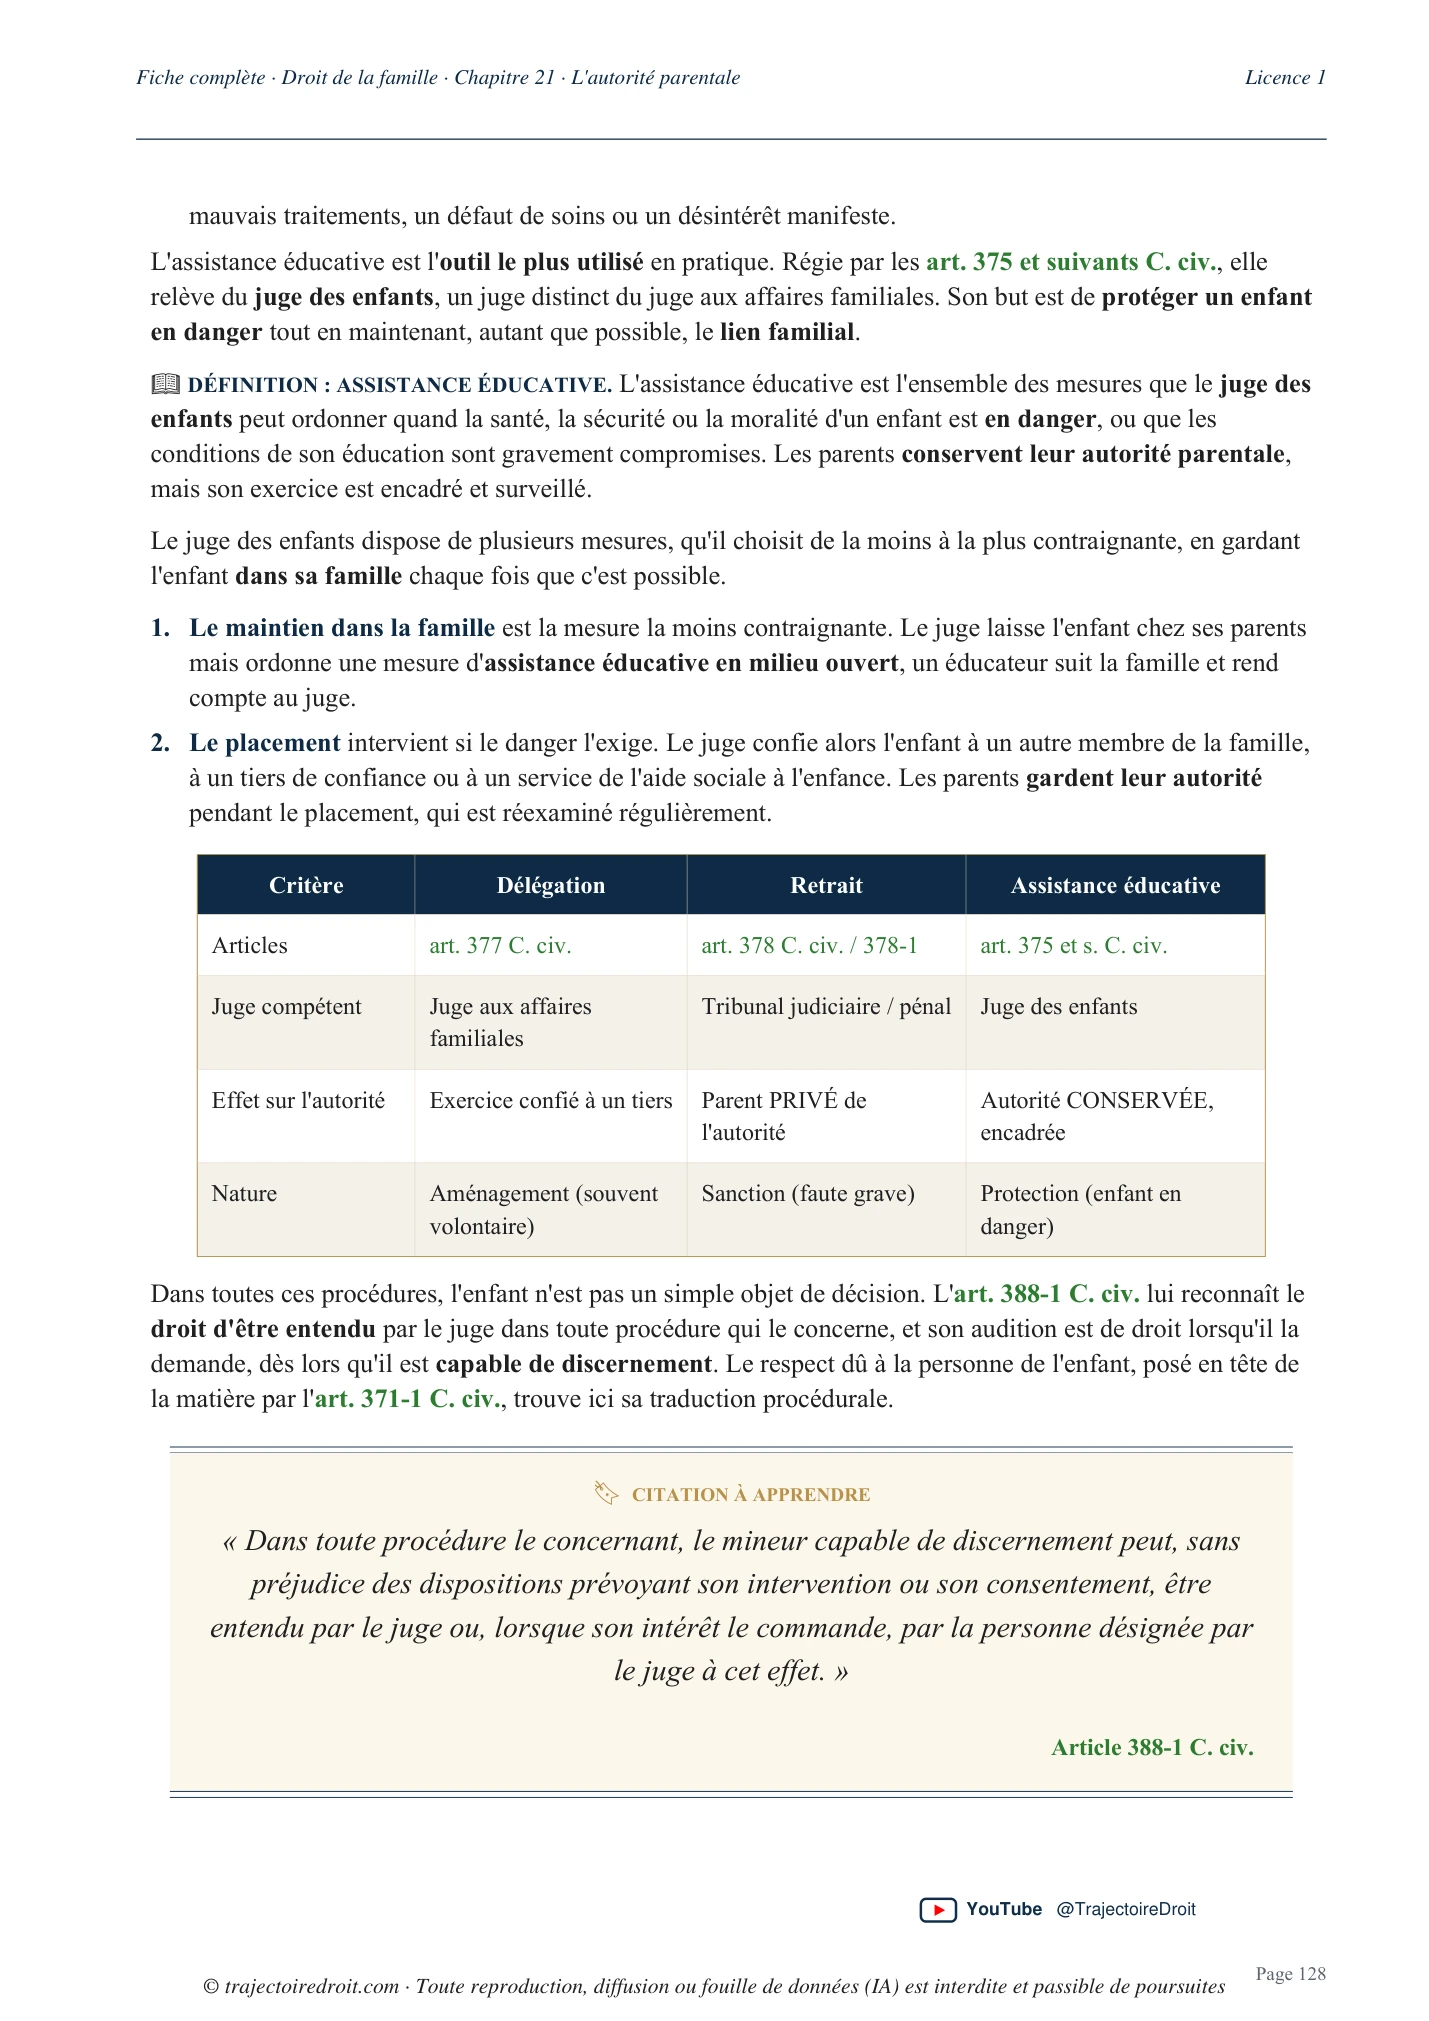 Fiche complète · Droit de la famille · Chapitre 21 · L'autorité parentale
Licence 1
mauvais traitements, un défaut de soins ou un désintérêt manifeste.
L'assistance éducative est l'outil le plus utilisé en pratique. Régie par les art. 375 et suivants C. civ., elle
relève du juge des enfants, un juge distinct du juge aux affaires familiales. Son but est de protéger un enfant
en danger tout en maintenant, autant que possible, le lien familial.
DÉFINITION : ASSISTANCE ÉDUCATIVE. L'assistance éducative est l'ensemble des mesures que le juge des
enfants peut ordonner quand la santé, la sécurité ou la moralité d'un enfant est en danger, ou que les
conditions de son éducation sont gravement compromises. Les parents conservent leur autorité parentale,
mais son exercice est encadré et surveillé.
Le juge des enfants dispose de plusieurs mesures, qu'il choisit de la moins à la plus contraignante, en gardant
l'enfant dans sa famille chaque fois que c'est possible.
1. Le maintien dans la famille est la mesure la moins contraignante. Le juge laisse l'enfant chez ses parents
mais ordonne une mesure d'assistance éducative en milieu ouvert, un éducateur suit la famille et rend
compte au juge.
2. Le placement intervient si le danger l'exige. Le juge confie alors l'enfant à un autre membre de la famille,
à un tiers de confiance ou à un service de l'aide sociale à l'enfance. Les parents gardent leur autorité
pendant le placement, qui est réexaminé régulièrement.
Critère Délégation Retrait Assistance éducative
Articles art. 377 C. civ. art. 378 C. civ. / 378-1 art. 375 et s. C. civ.
Juge compétent Juge aux affaires Tribunal judiciaire / pénal Juge des enfants
familiales
Effet sur l'autorité Exercice confié à un tiers Parent PRIVÉ de Autorité CONSERVÉE,
l'autorité encadrée
Nature Aménagement (souvent Sanction (faute grave) Protection (enfant en
volontaire) danger)
Dans toutes ces procédures, l'enfant n'est pas un simple objet de décision. L'art. 388-1 C. civ. lui reconnaît le
droit d'être entendu par le juge dans toute procédure qui le concerne, et son audition est de droit lorsqu'il la
demande, dès lors qu'il est capable de discernement. Le respect dû à la personne de l'enfant, posé en tête de
la matière par l'art. 371-1 C. civ., trouve ici sa traduction procédurale.
CITATION À APPRENDRE
« Dans toute procédure le concernant, le mineur capable de discernement peut, sans
préjudice des dispositions prévoyant son intervention ou son consentement, être
entendu par le juge ou, lorsque son intérêt le commande, par la personne désignée par
le juge à cet effet. »
Article 388-1 C. civ.
YouTube @TrajectoireDroit
© trajectoiredroit.com · Toute reproduction, diffusion ou fouille de données (IA) est interdite et passible de poursuites
Page 128